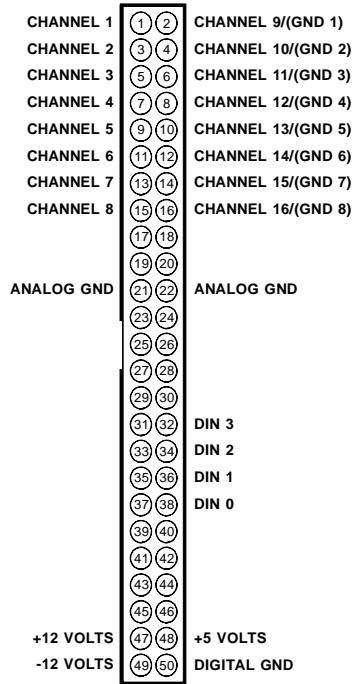 CHANNEL 1 1 2 CHANNEL 9/(GND 1)
CHANNEL 2 3 4 CHANNEL 10/(GND 2)
CHANNEL 3 5 6 CHANNEL 11/(GND 3)
CHANNEL 4 7 8 CHANNEL 12/(GND 4)
CHANNEL 5 9 10 CHANNEL 13/(GND 5)
CHANNEL 6 11 12 CHANNEL 14/(GND 6)
CHANNEL 7 13 14 CHANNEL 15/(GND 7)
CHANNEL 8 15 16 CHANNEL 16/(GND 8)
17 18
19 20
ANALOG GND 21 22 ANALOG GND
23 24
25 26
27 28
29 30
31 32 DIN 3
33 34 DIN 2
35 36 DIN 1
37 38 DIN 0
39 40
41 42
43 44
45 46
+12 VOLTS 47 48 +5 VOLTS
-12 VOLTS 49 50 DIGITAL GND